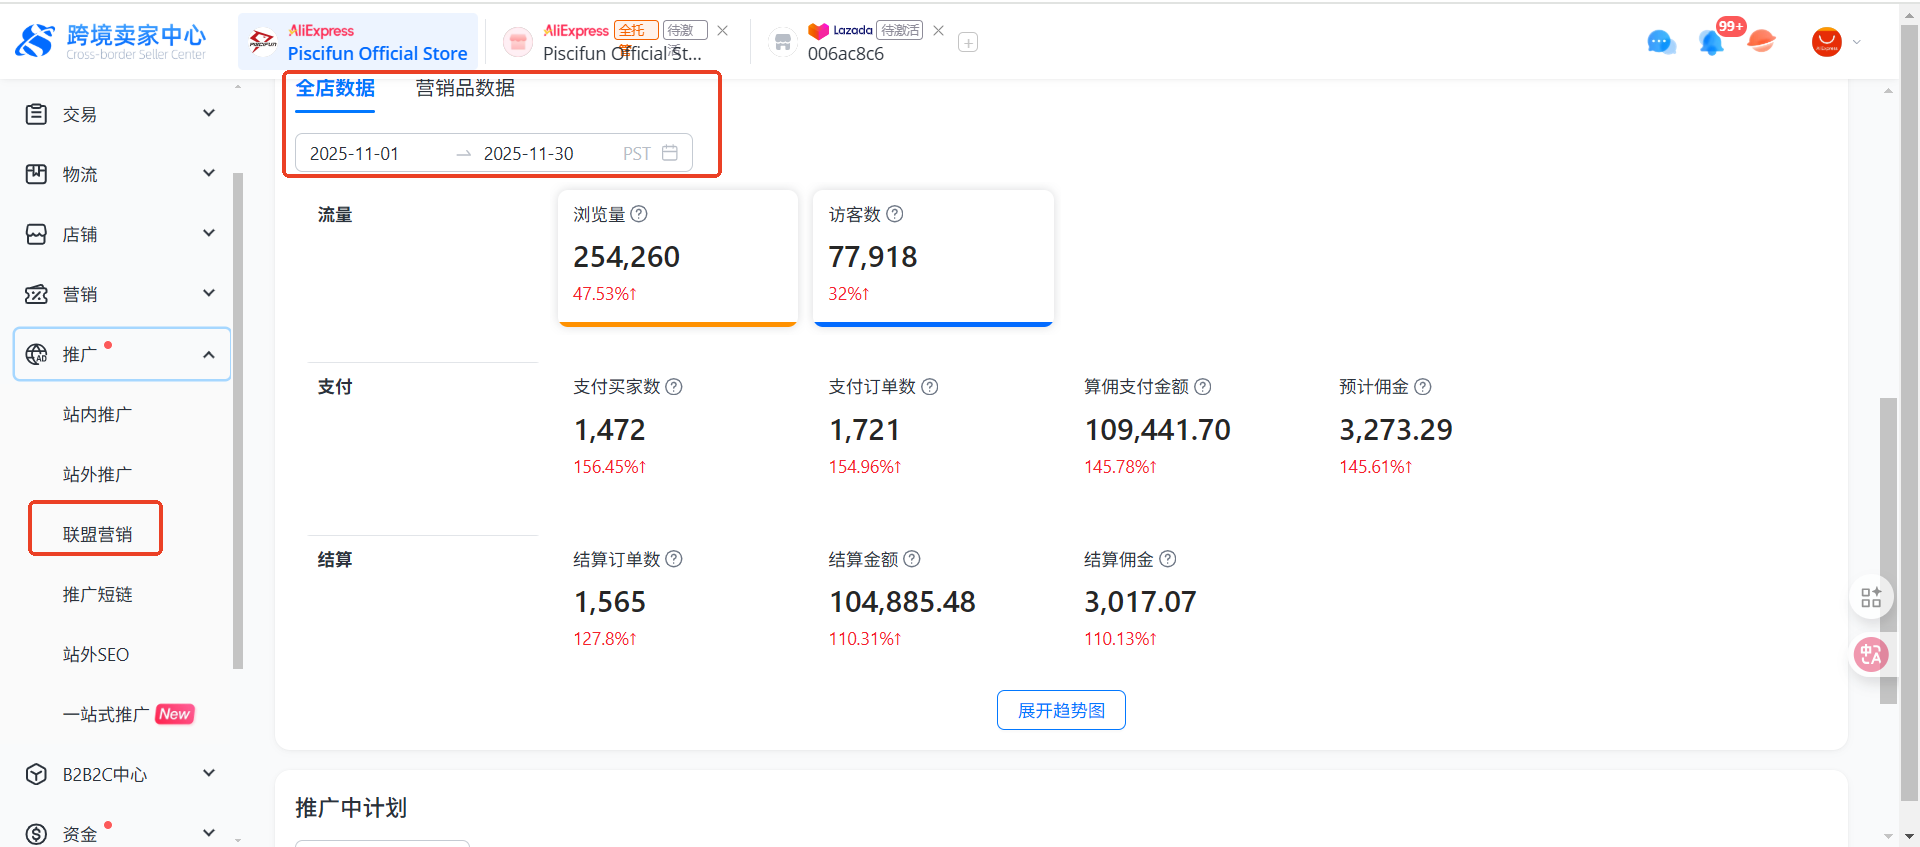 跨境卖家中心
Cross-border Seller Center
PISCIFUN
AliExpress
Piscifun Official Store
AliExpress 全托 待激
Piscifun Official St...
Lazada 待激活
006ac8c6
99+
交易
物流
店铺
营销
推广
站内推广
站外推广
联盟营销
推广短链
站外SEO
一站式推广 New
B2B2C中心
资金
全店数据 营销品数据
2025-11-01 → 2025-11-30 PST
流量
浏览量
254,260
47.53%↑
访客数
77,918
32%↑
支付
支付买家数
1,472
156.45%↑
支付订单数
1,721
154.96%↑
算佣支付金额
109,441.70
145.78%↑
预计佣金
3,273.29
145.61%↑
结算
结算订单数
1,565
127.8%↑
结算金额
104,885.48
110.31%↑
结算佣金
3,017.07
110.13%↑
展开趋势图
推广中计划